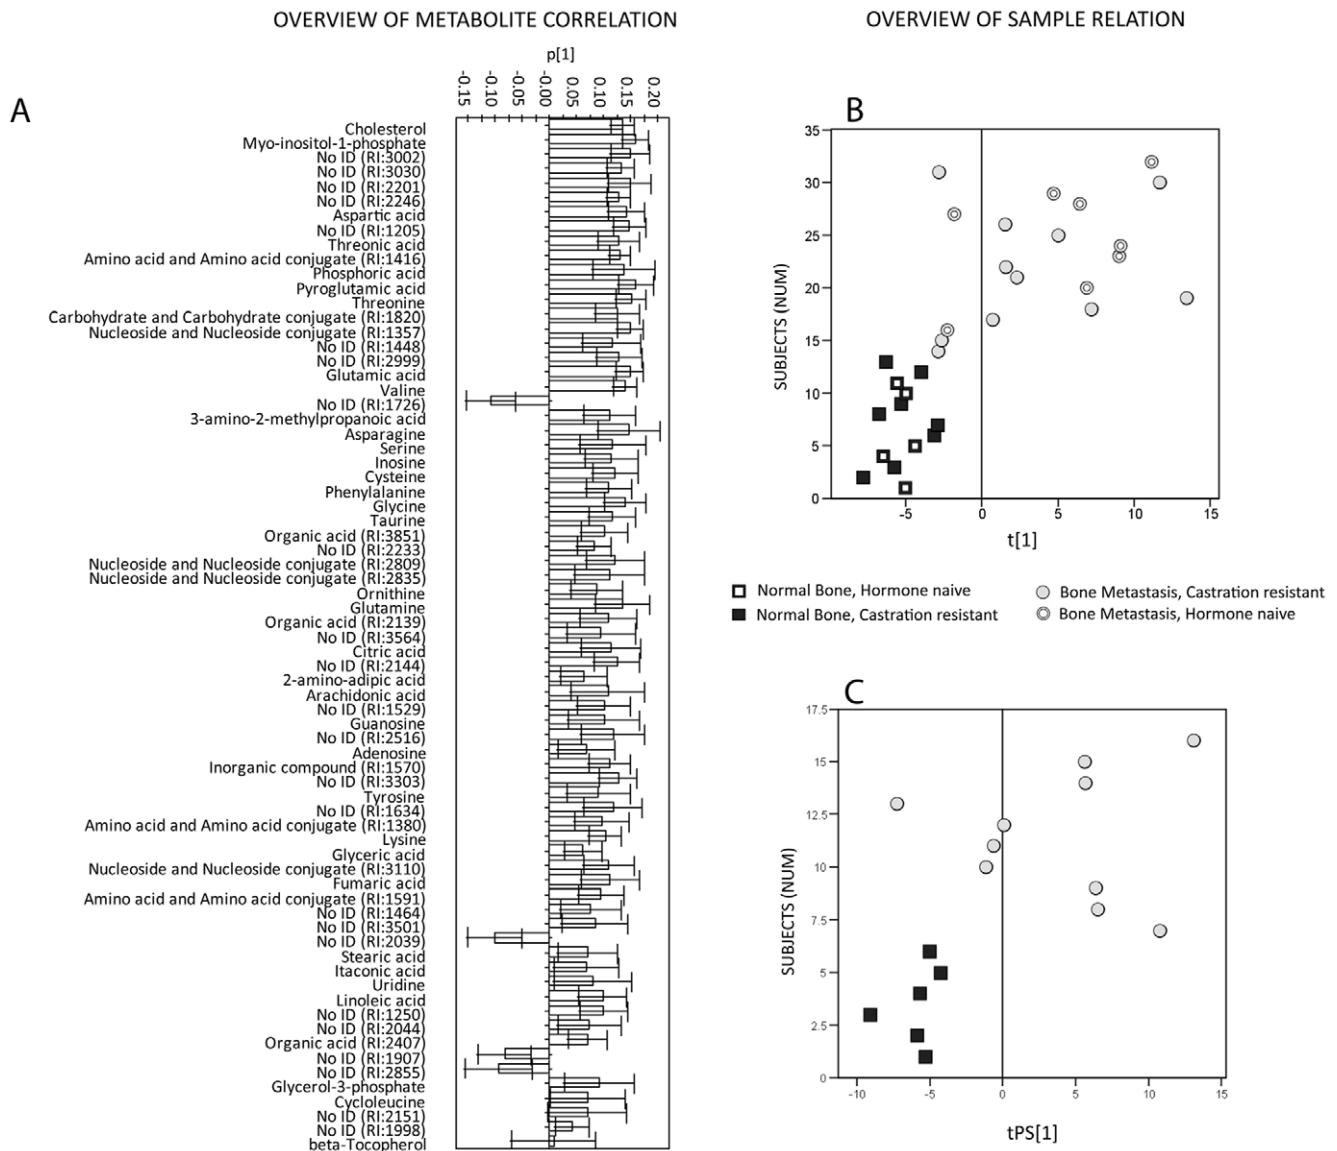 OVERVIEW OF METABOLITE CORRELATION
OVERVIEW OF SAMPLE RELATION
p[1]
-0.15 -0.10 -0.05 -0.00 0.05 0.10 0.15 0.20
A
Cholesterol
Myo-inositol-1-phosphate
No ID (RI:3002)
No ID (RI:3030)
No ID (RI:2201)
No ID (RI:2246)
Aspartic acid
No ID (RI:1205)
Threonic acid
Amino acid and Amino acid conjugate (RI:1416)
Phosphoric acid
Pyroglutamic acid
Threonine
Carbohydrate and Carbohydrate conjugate (RI:1820)
Nucleoside and Nucleoside conjugate (RI:1357)
No ID (RI:1448)
No ID (RI:2999)
Glutamic acid
Valine
No ID (RI:1726)
3-amino-2-methylpropanoic acid
Asparagine
Serine
Inosine
Cysteine
Phenylalanine
Glycine
Taurine
Organic acid (RI:3851)
No ID (RI:2233)
Nucleoside and Nucleoside conjugate (RI:2809)
Nucleoside and Nucleoside conjugate (RI:2835)
Ornithine
Glutamine
Organic acid (RI:2139)
No ID (RI:3564)
Citric acid
No ID (RI:2144)
2-amino-adipic acid
Arachidonic acid
No ID (RI:1529)
Guanosine
No ID (RI:2516)
Adenosine
Inorganic compound (RI:1570)
No ID (RI:3303)
Tyrosine
No ID (RI:1634)
Amino acid and Amino acid conjugate (RI:1380)
Lysine
Glyceric acid
Nucleoside and Nucleoside conjugate (RI:3110)
Fumaric acid
Amino acid and Amino acid conjugate (RI:1591)
No ID (RI:1464)
No ID (RI:3501)
No ID (RI:2039)
Stearic acid
Itaconic acid
Uridine
Linoleic acid
No ID (RI:1250)
No ID (RI:2044)
Organic acid (RI:2407)
No ID (RI:1907)
No ID (RI:2855)
Glycerol-3-phosphate
Cycloleucine
No ID (RI:2151)
No ID (RI:1998)
beta-Tocopherol
B
SUBJECTS (NUM)
35
30
25
20
15
10
5
0
-5 0 5 10 15
t[1]
Normal Bone, Hormone naive
Normal Bone, Castration resistant
Bone Metastasis, Castration resistant
Bone Metastasis, Hormone naive
C
SUBJECTS (NUM)
17.5
15
12.5
10
7.5
5
2.5
0
-10 -5 0 5 10 15
tPS[1]